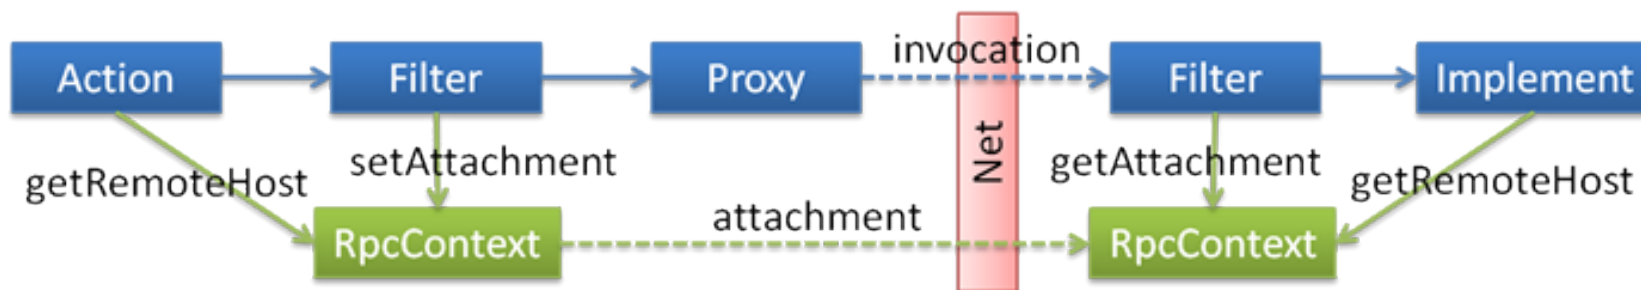 invocation
Action
Filter
Proxy
Filter
Implement
Net
getRemoteHost
setAttachment
getAttachment
getRemoteHost
attachment
RpcContext
RpcContext